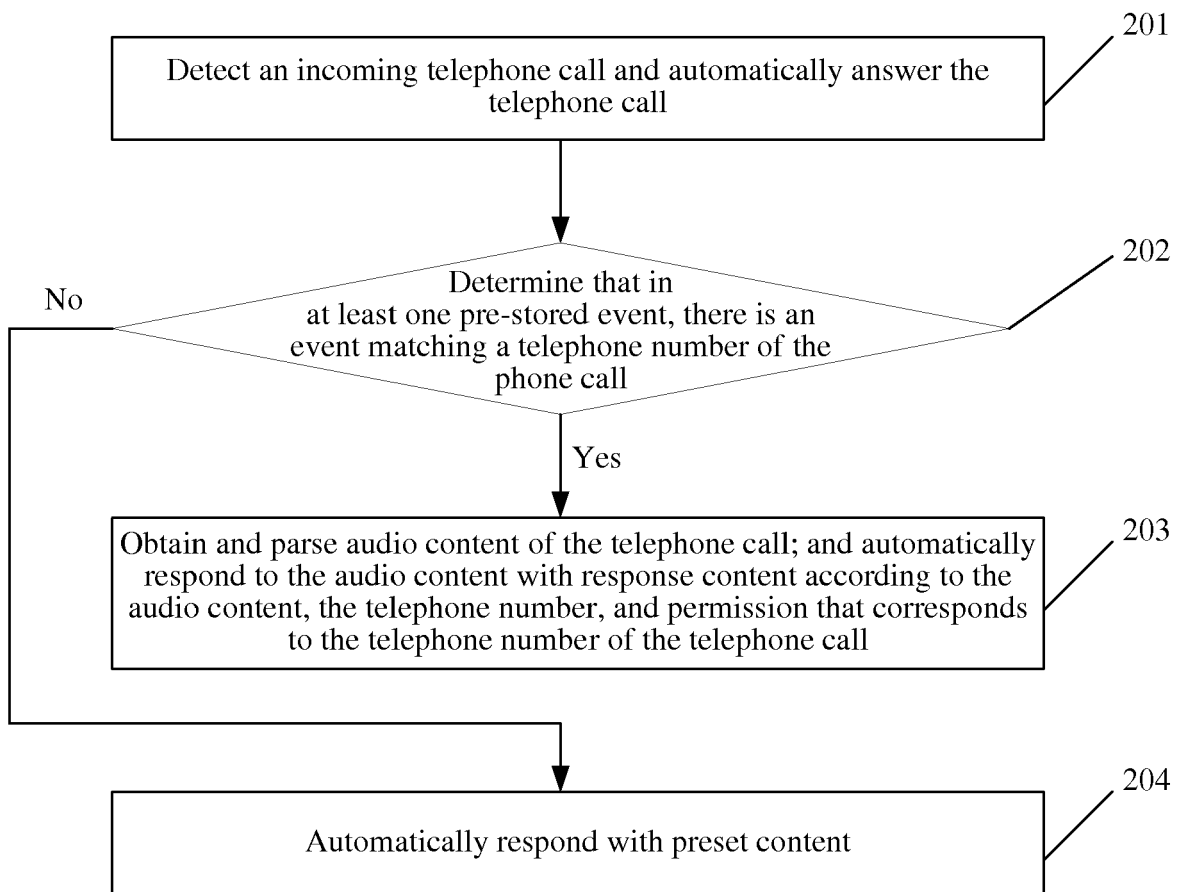 201
Detect an incoming telephone call and automatically answer the
telephone call
202
No
Determine that in
at least one pre-stored event, there is an
event matching a telephone number of the
phone call
Yes
203
Obtain and parse audio content of the telephone call; and automatically
respond to the audio content with response content according to the
audio content, the telephone number, and permission that corresponds
to the telephone number of the telephone call
204
Automatically respond with preset content